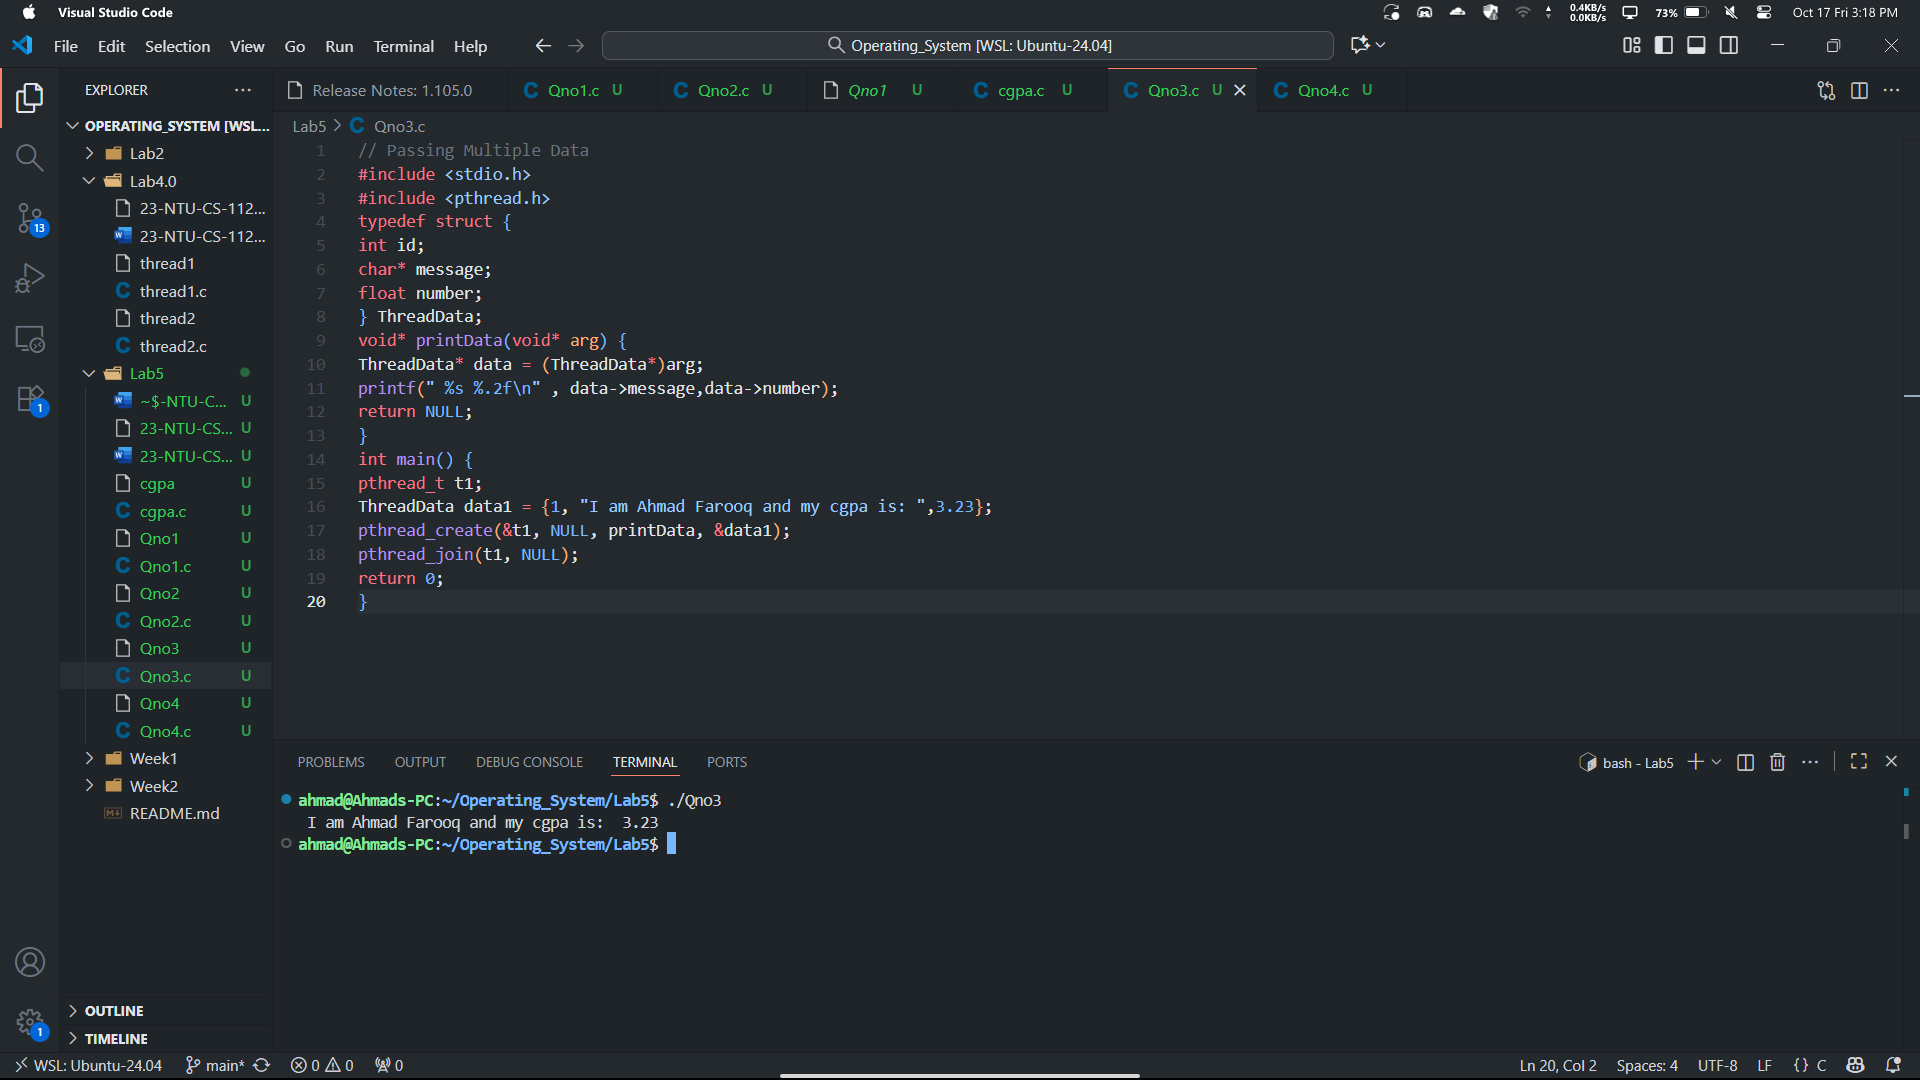 Visual Studio Code
0.4KB/s
0.0KB/s
73%
Oct 17 Fri 3:18 PM
File Edit Selection View Go Run Terminal Help
Operating_System [WSL: Ubuntu-24.04]
EXPLORER
Release Notes: 1.105.0
Qno1.c U
Qno2.c U
Qno1 U
cgpa.c U
Qno3.c U
Qno4.c U
OPERATING_SYSTEM [WSL...
Lab2
Lab4.0
23-NTU-CS-112...
23-NTU-CS-112...
thread1
thread1.c
thread2
thread2.c
Lab5
~$-NTU-C... U
23-NTU-CS... U
23-NTU-CS... U
cgpa U
cgpa.c U
Qno1 U
Qno1.c U
Qno2 U
Qno2.c U
Qno3 U
Qno3.c U
Qno4 U
Qno4.c U
Week1
Week2
README.md
OUTLINE
TIMELINE
13
1
1
Lab5 > C Qno3.c
1 // Passing Multiple Data
2 #include <stdio.h>
3 #include <pthread.h>
4 typedef struct {
5 int id;
6 char* message;
7 float number;
8 } ThreadData;
9 void* printData(void* arg) {
10 ThreadData* data = (ThreadData*)arg;
11 printf(" %s %.2f\n" , data->message,data->number);
12 return NULL;
13 }
14 int main() {
15 pthread_t t1;
16 ThreadData data1 = {1, "I am Ahmad Farooq and my cgpa is: ",3.23};
17 pthread_create(&t1, NULL, printData, &data1);
18 pthread_join(t1, NULL);
19 return 0;
20 }
PROBLEMS OUTPUT DEBUG CONSOLE TERMINAL PORTS
bash - Lab5
ahmad@Ahmads-PC:~/Operating_System/Lab5$ ./Qno3
I am Ahmad Farooq and my cgpa is:  3.23
ahmad@Ahmads-PC:~/Operating_System/Lab5$
WSL: Ubuntu-24.04 main* 0 0 0
Ln 20, Col 2 Spaces: 4 UTF-8 LF {} C